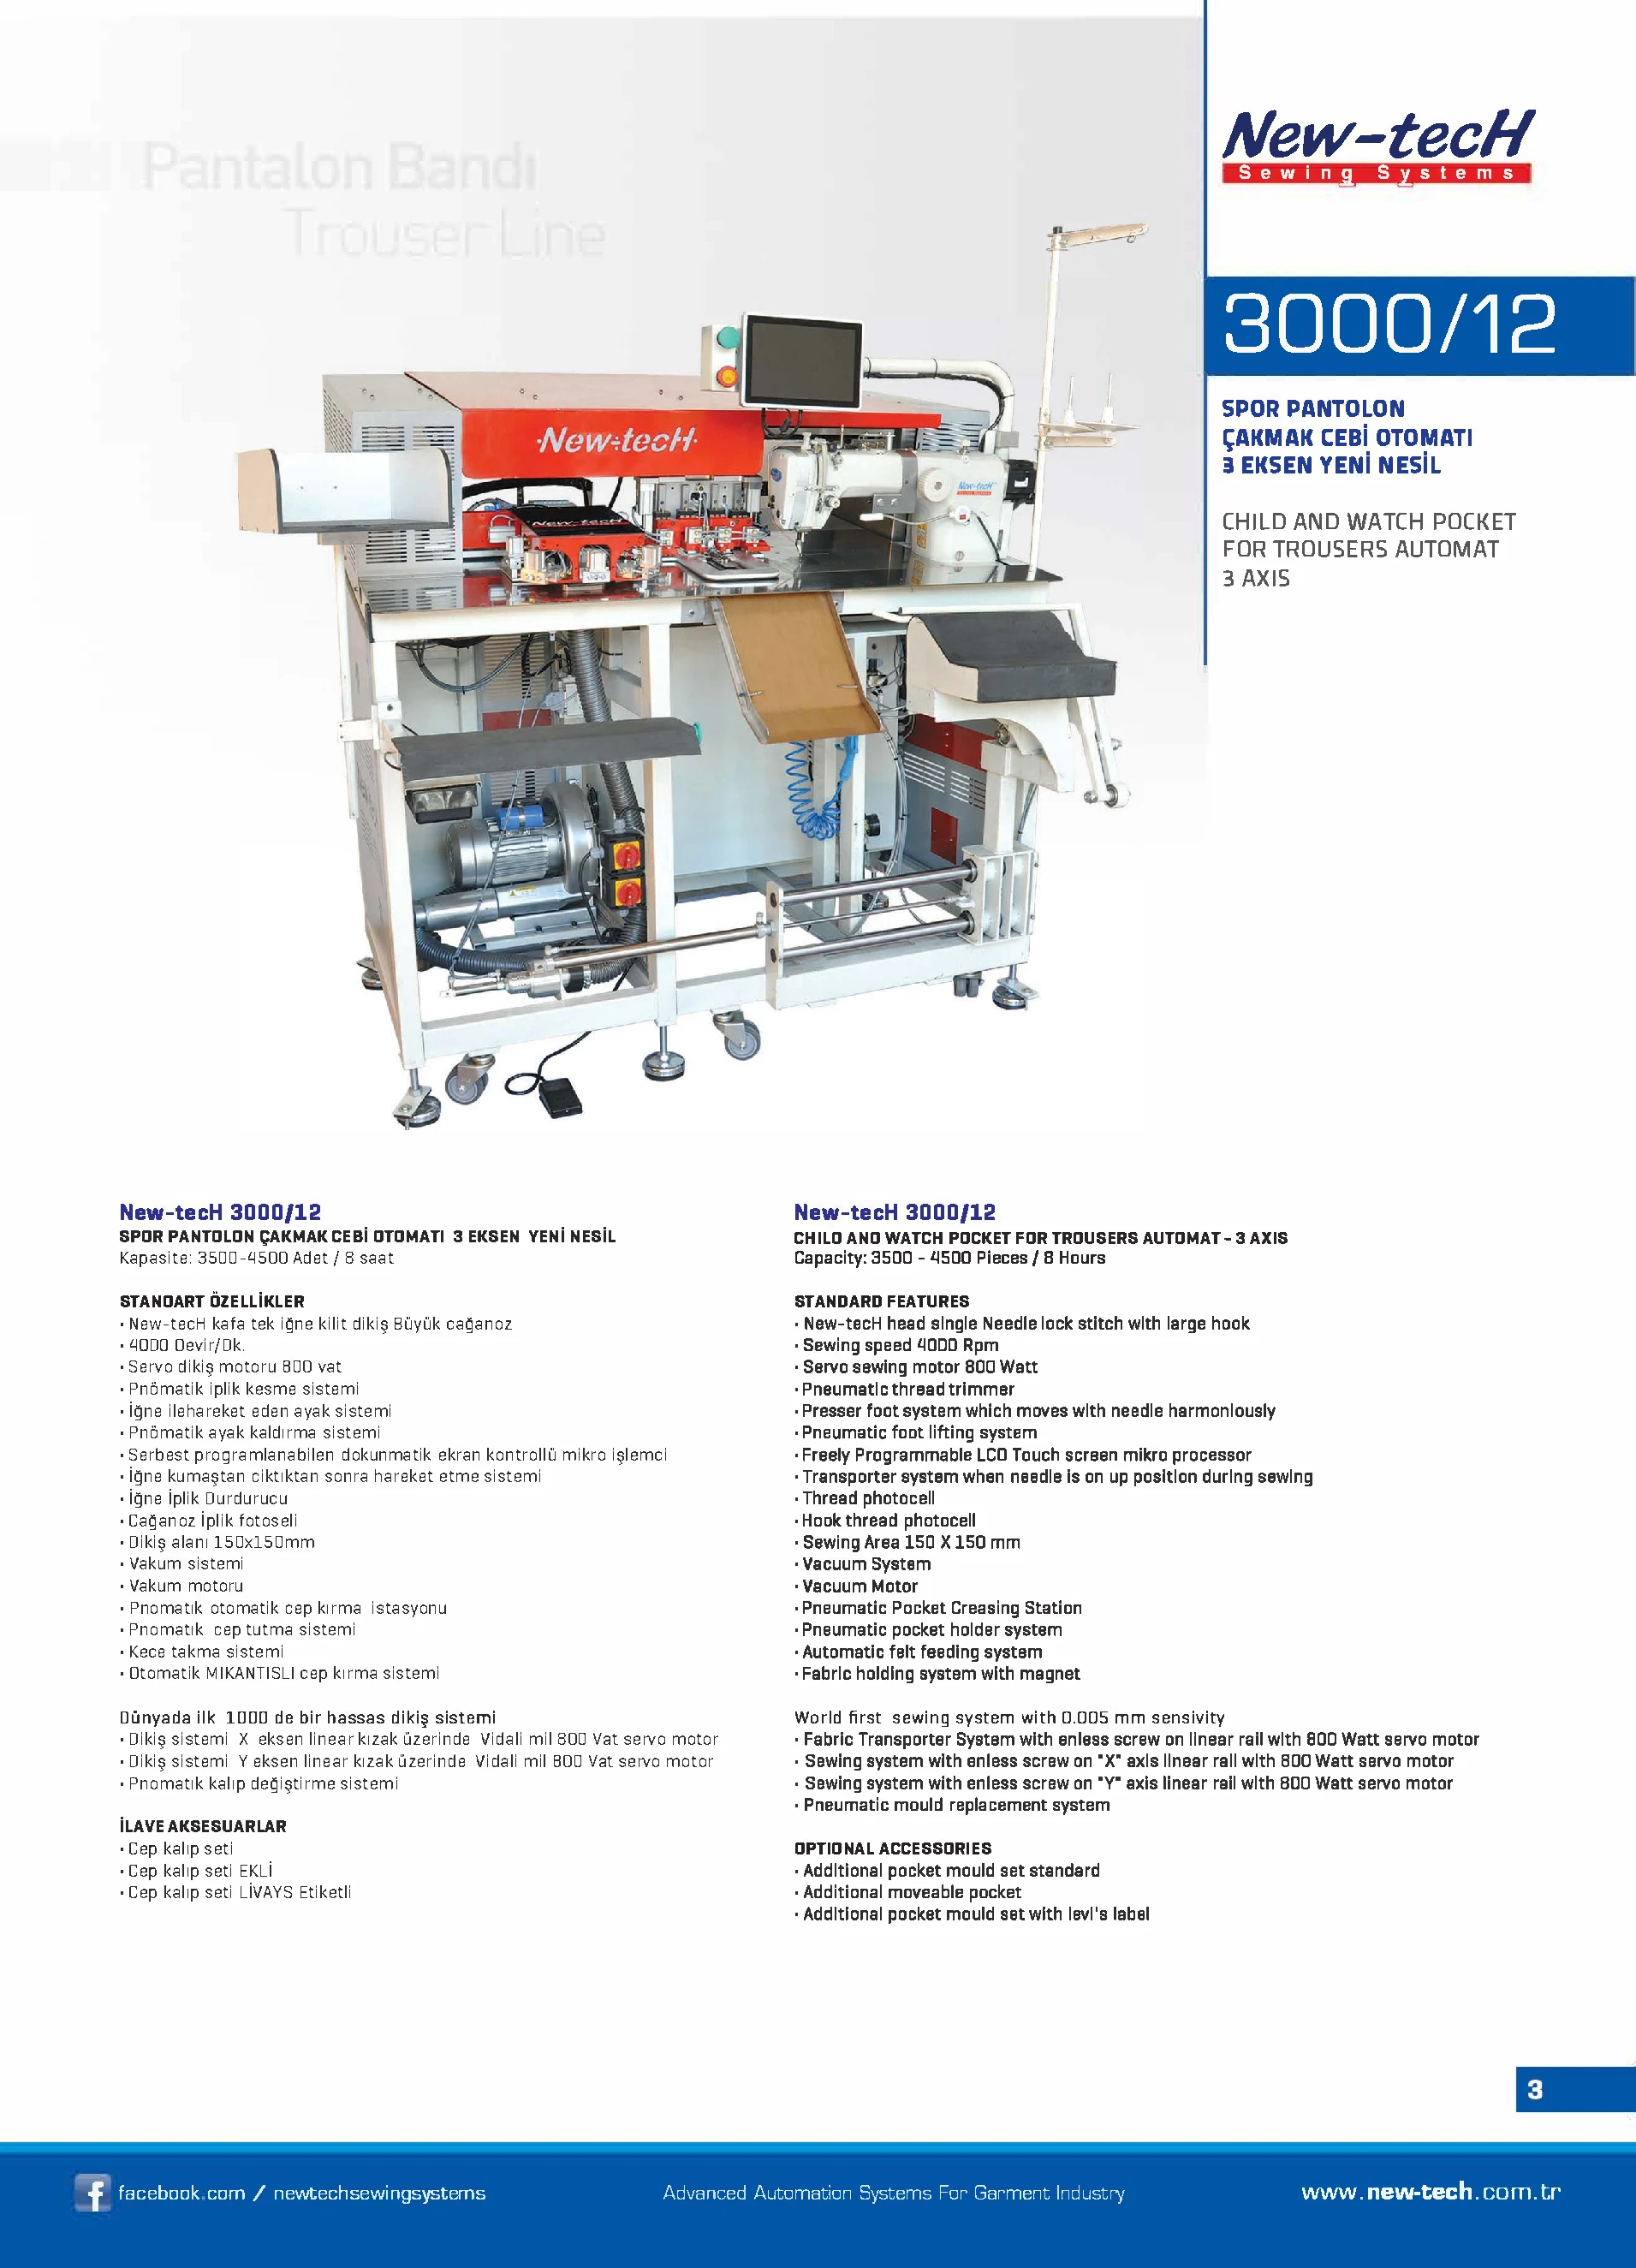 Pantalon Bandı
Trouser Line
New-tecH
Sewing Systems
3000/12
SPOR PANTOLON
ÇAKMAK CEBİ OTOMATI
3 EKSEN YENİ NESİL
CHILD AND WATCH POCKET
FOR TROUSERS AUTOMAT
3 AXIS
New-tecH
New-tecH
New-tecH
New-tecH 3000/12
SPOR PANTOLON ÇAKMAK CEBİ OTOMATI 3 EKSEN YENİ NESİL
Kapasite: 3500-4500 Adet / 8 saat
STANDART ÖZELLİKLER
· New-tecH kafa tek iğne kilit dikiş Büyük cağanoz
· 4000 Devir/Dk.
· Servo dikiş motoru 800 vat
· Pnömatik iplik kesme sistemi
· İğne ilehareket eden ayak sistemi
· Pnömatik ayak kaldırma sistemi
· Serbest programlanabilen dokunmatik ekran kontrollü mikro işlemci
· İğne kumaştan ciktıktan sonra hareket etme sistemi
· İğne İplik Durdurucu
· Cağanoz İplik fotoseli
· Dikiş alanı 150x150mm
· Vakum sistemi
· Vakum motoru
· Pnomatık otomatik cep kırma istasyonu
· Pnomatık cep tutma sistemi
· Kece takma sistemi
· Otomatik MIKANTISLI cep kırma sistemi
Dünyada ilk 1000 de bir hassas dikiş sistemi
· Dikiş sistemi X eksen linear kızak üzerinde Vidali mil 800 Vat servo motor
· Dikiş sistemi Y eksen linear kızak üzerinde Vidali mil 800 Vat servo motor
· Pnomatık kalıp değiştirme sistemi
İLAVE AKSESUARLAR
· Cep kalıp seti
· Cep kalıp seti EKLİ
· Cep kalıp seti LİVAYS Etiketli
New-tecH 3000/12
CHILD AND WATCH POCKET FOR TROUSERS AUTOMAT - 3 AXIS
Capacity: 3500 - 4500 Pieces / 8 Hours
STANDARD FEATURES
· New-tecH head single Needle lock stitch with large hook
· Sewing speed 4000 Rpm
· Servo sewing motor 800 Watt
· Pneumatic thread trimmer
· Presser foot system which moves with needle harmoniously
· Pneumatic foot lifting system
· Freely Programmable LCD Touch screen mikro processor
· Transporter system when needle is on up position during sewing
· Thread photocell
· Hook thread photocell
· Sewing Area 150 X 150 mm
· Vacuum System
· Vacuum Motor
· Pneumatic Pocket Creasing Station
· Pneumatic pocket holder system
· Automatic felt feeding system
· Fabric holding system with magnet
World first sewing system with 0.005 mm sensivity
· Fabric Transporter System with enless screw on linear rail with 800 Watt servo motor
· Sewing system with enless screw on "X" axis linear rail with 800 Watt servo motor
· Sewing system with enless screw on "Y" axis linear rail with 800 Watt servo motor
· Pneumatic mould replacement system
OPTIONAL ACCESSORIES
· Additional pocket mould set standard
· Additional moveable pocket
· Additional pocket mould set with levi's label
3
f facebook.com / newtechsewingsystems
Advanced Automation Systems For Garment Industry
www.new-tech.com.tr